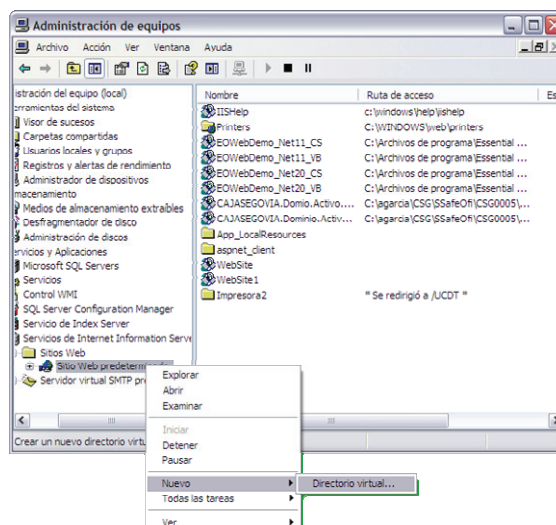 Administración de equipos
Archivo Acción Ver Ventana Ayuda
istración del equipo (local)
erramientas del sistema
Visor de sucesos
Carpetas compartidas
Usuarios locales y grupos
Registros y alertas de rendimiento
Administrador de dispositivos
macenamiento
Medios de almacenamiento extraíbles
Desfragmentador de disco
Administración de discos
ervicios y Aplicaciones
Microsoft SQL Servers
Servicios
Control WMI
SQL Server Configuration Manager
Servicio de Index Server
Servicios de Internet Information Serve
Sitios Web
Sitio Web predeterminado
Servidor virtual SMTP pre
Nombre Ruta de acceso Es
IISHelp c:\windows\help\iishelp
Printers C:\WINDOWS\web\printers
EOWebDemo_Net11_CS C:\Archivos de programa\Essential ...
EOWebDemo_Net11_VB C:\Archivos de programa\Essential ...
EOWebDemo_Net20_CS C:\Archivos de programa\Essential ...
EOWebDemo_Net20_VB C:\Archivos de programa\Essential ...
CAJASEGOVIA.Domio.Activo.... C:\agarcia\CSG\SSafeOfi\CSG0005\...
CAJASEGOVIA.Dominio.Activ... C:\agarcia\CSG\SSafeOfi\CSG0005\...
App_LocalResources
aspnet_client
WebSite
WebSite1
Impresora2 " Se redirigió a /UCDT "
Crear un nuevo directorio virtu
Explorar
Abrir
Examinar
Iniciar
Detener
Pausar
Nuevo
Directorio virtual...
Todas las tareas
Ver